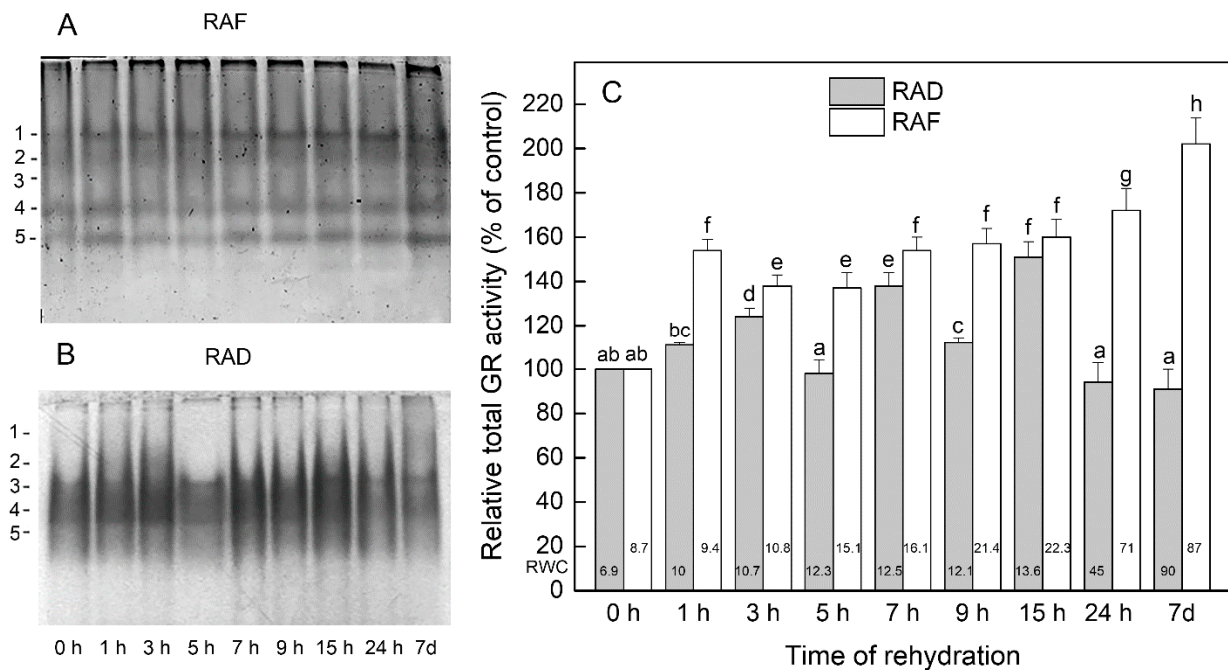 A
RAF
1 -
2 -
3 -
4 -
5 -
B
RAD
1 -
2 -
3 -
4 -
5 -
0 h 1 h 3 h 5 h 7 h 9 h 15 h 24 h 7d
C
RAD
RAF
Relative total GR activity (% of control)
220
200
180
160
140
120
100
80
60
40
20
0
RWC
ab ab bc f d e a e e f c f f f a g a h
8.7 9.4 10.8 15.1 16.1 21.4 22.3 71 87
6.9 10 10.7 12.3 12.5 12.1 13.6 45 90
0 h 1 h 3 h 5 h 7 h 9 h 15 h 24 h 7d
Time of rehydration